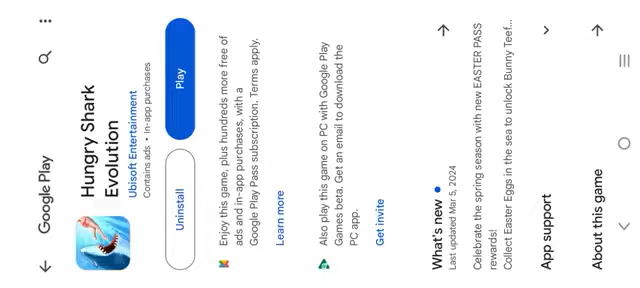 Google Play
Hungry Shark
Evolution
Ubisoft Entertainment
Contains ads • In-app purchases
Uninstall
Play
Enjoy this game, plus hundreds more free of
ads and in-app purchases, with a
Google Play Pass subscription. Terms apply.
Learn more
Also play this game on PC with Google Play
Games beta. Get an email to download the
PC app.
Get invite
What's new
Last updated Mar 5, 2024
Celebrate the spring season with new EASTER PASS
rewards!
Collect Easter Eggs in the sea to unlock Bunny Teef...
App support
About this game